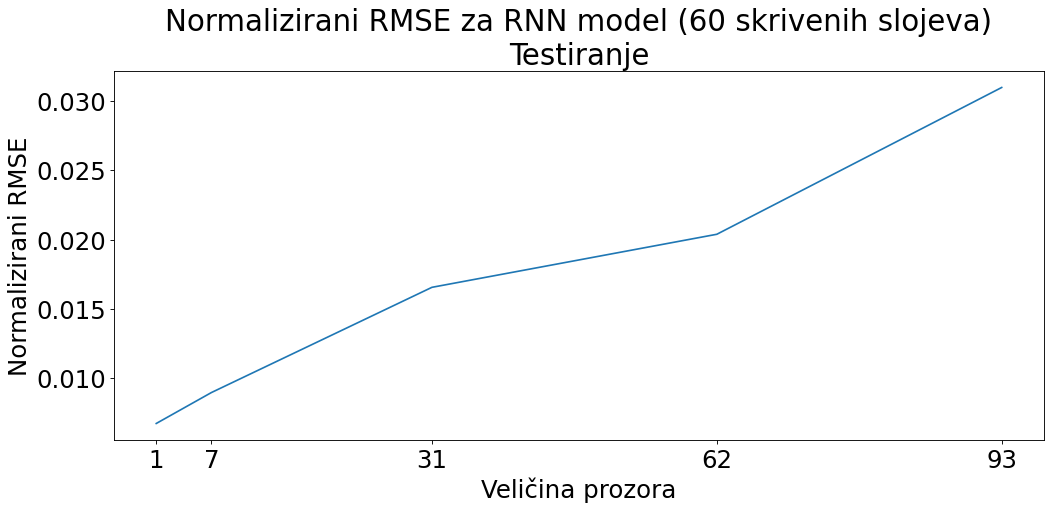 Normalizirani RMSE za RNN model (60 skrivenih slojeva)
Testiranje
Normalizirani RMSE
0.030
0.025
0.020
0.015
0.010
1 7 31 62 93
Veličina prozora